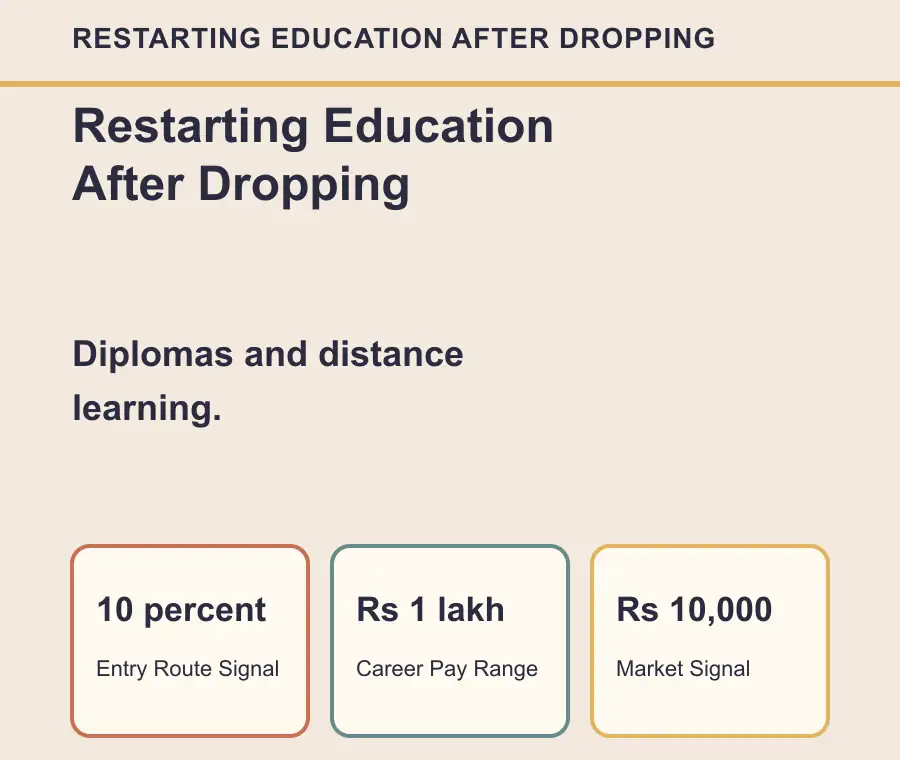 RESTARTING EDUCATION AFTER DROPPING
Restarting Education
After Dropping
Diplomas and distance
learning.
10 percent
Entry Route Signal
Rs 1 lakh
Career Pay Range
Rs 10,000
Market Signal